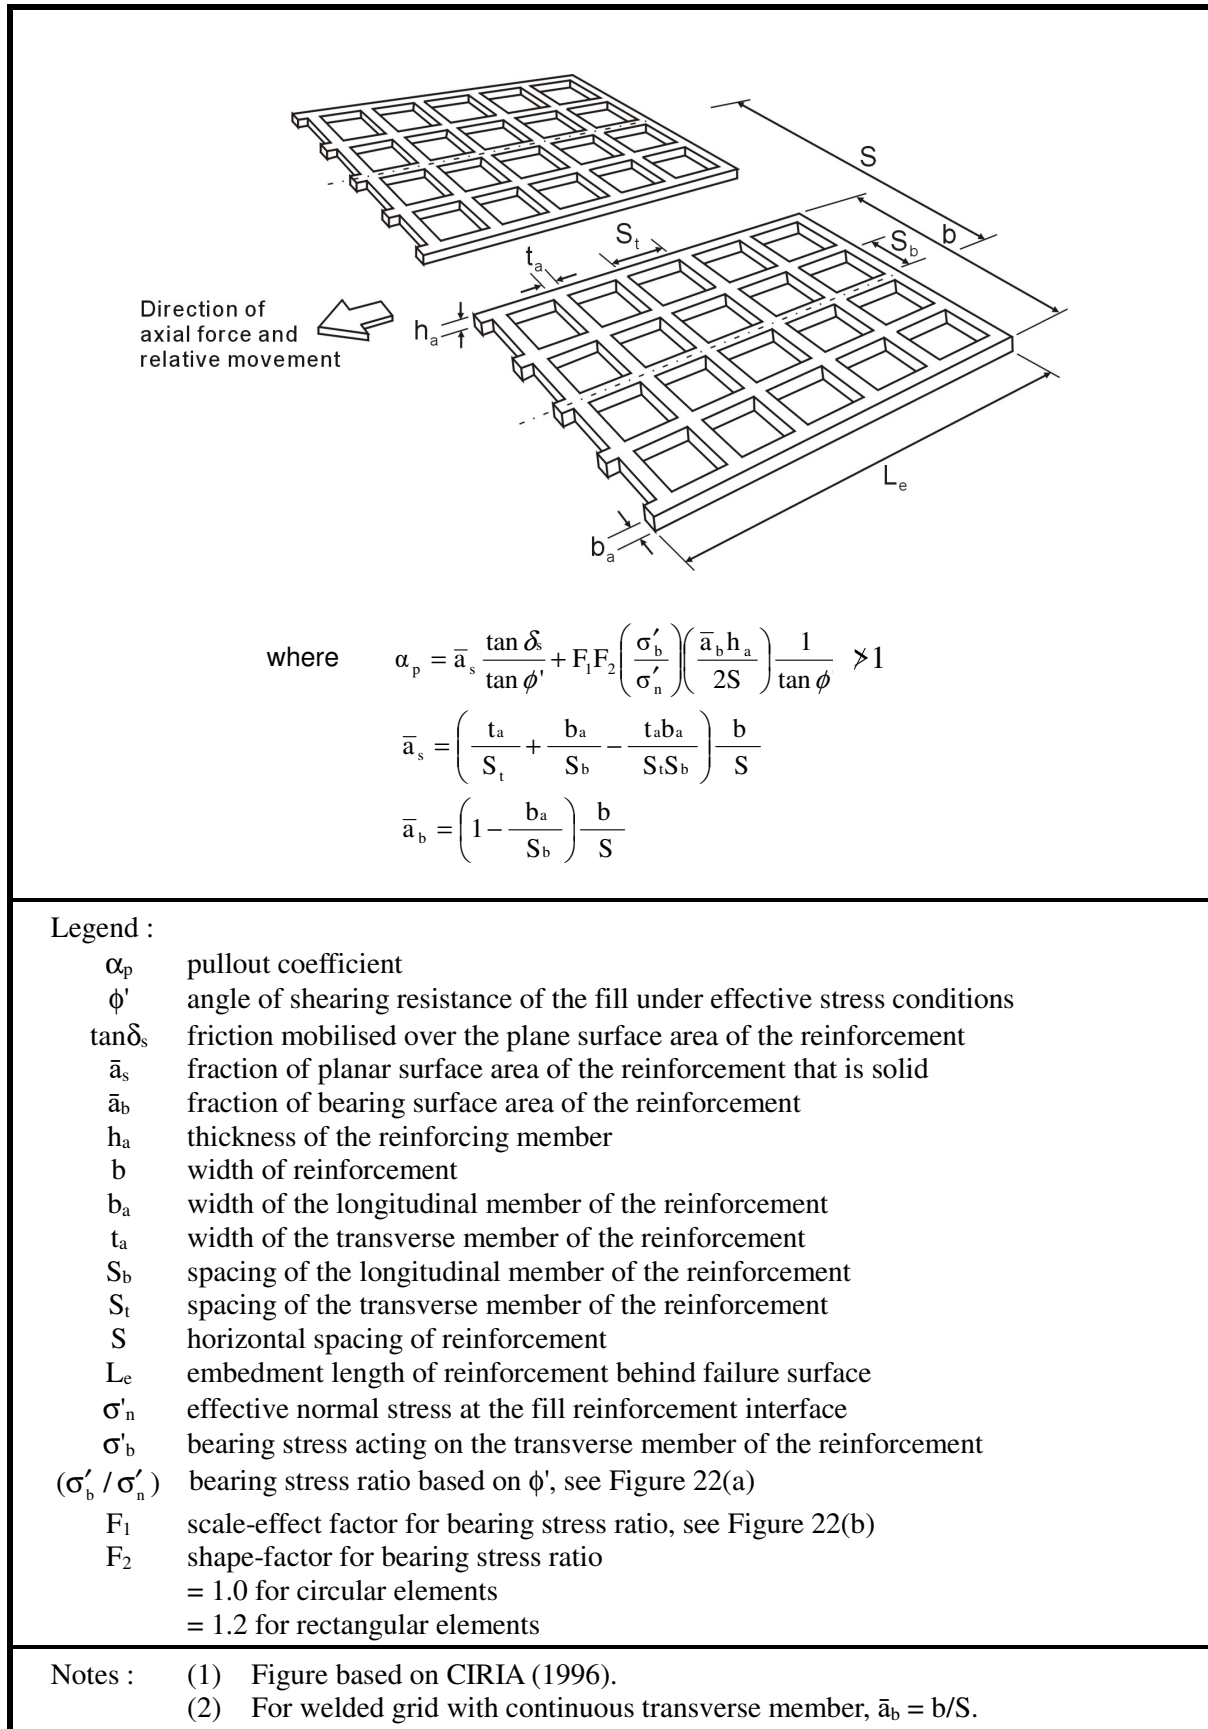 S
b
S_b
S_t
t_a
h_a
Direction of
axial force and
relative movement
L_e
b_a
where α_p = ā_s (tan δ_s / tan ϕ') + F_1F_2 (σ′_b / σ′_n) (ā_b h_a / 2S) (1 / tan ϕ) ≯1
ā_s = (t_a / S_t + b_a / S_b − t_a b_a / S_t S_b) b / S
ā_b = (1 − b_a / S_b) b / S
Legend :
α_p pullout coefficient
ϕ' angle of shearing resistance of the fill under effective stress conditions
tanδ_s friction mobilised over the plane surface area of the reinforcement
ā_s fraction of planar surface area of the reinforcement that is solid
ā_b fraction of bearing surface area of the reinforcement
h_a thickness of the reinforcing member
b width of reinforcement
b_a width of the longitudinal member of the reinforcement
t_a width of the transverse member of the reinforcement
S_b spacing of the longitudinal member of the reinforcement
S_t spacing of the transverse member of the reinforcement
S horizontal spacing of reinforcement
L_e embedment length of reinforcement behind failure surface
σ'_n effective normal stress at the fill reinforcement interface
σ'_b bearing stress acting on the transverse member of the reinforcement
(σ′_b / σ′_n) bearing stress ratio based on ϕ', see Figure 22(a)
F_1 scale-effect factor for bearing stress ratio, see Figure 22(b)
F_2 shape-factor for bearing stress ratio
= 1.0 for circular elements
= 1.2 for rectangular elements
Notes : (1) Figure based on CIRIA (1996).
(2) For welded grid with continuous transverse member, ā_b = b/S.